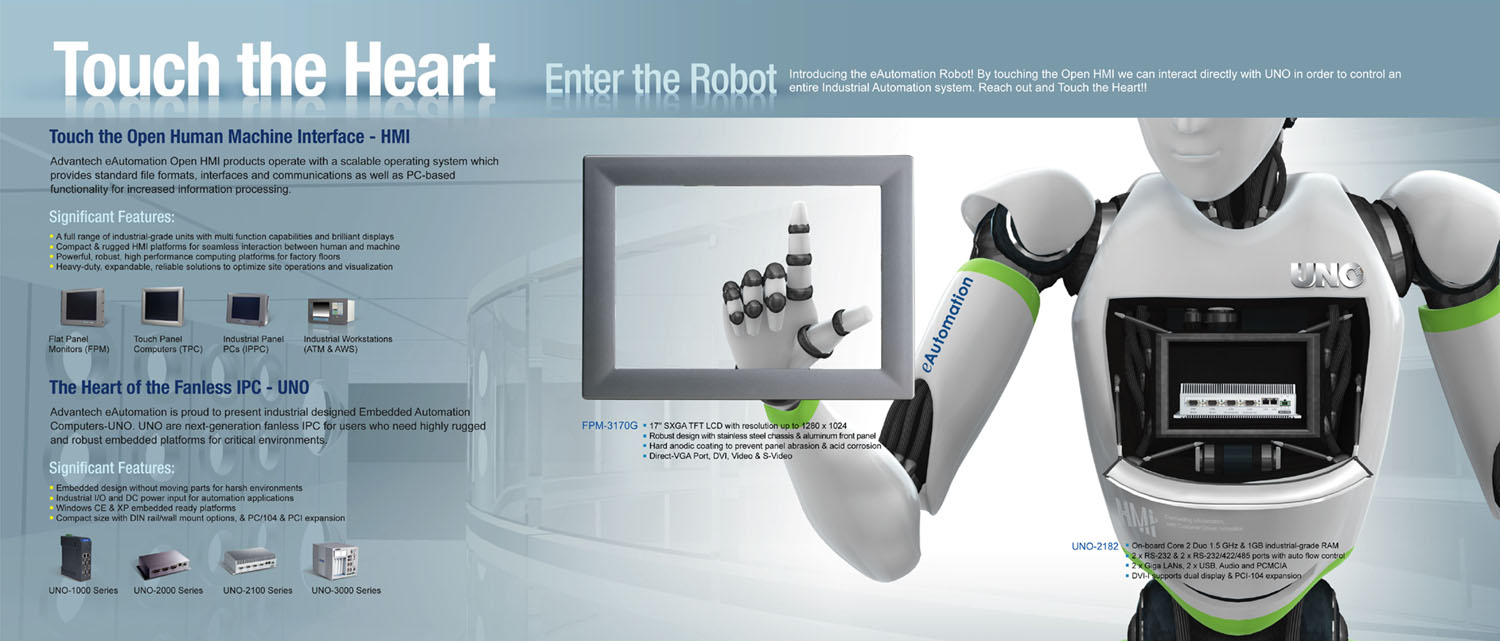 Touch the Heart
Enter the Robot
Introducing the eAutomation Robot! By touching the Open HMI we can interact directly with UNO in order to control an
entire Industrial Automation system. Reach out and Touch the Heart!!
Touch the Open Human Machine Interface - HMI
Advantech eAutomation Open HMI products operate with a scalable operating system which
provides standard file formats, interfaces and communications as well as PC-based
functionality for increased information processing.
Significant Features:
A full range of industrial-grade units with multi function capabilities and brilliant displays
Compact & rugged HMI platforms for seamless interaction between human and machine
Powerful, robust, high performance computing platforms for factory floors
Heavy-duty, expandable, reliable solutions to optimize site operations and visualization
Flat Panel
Monitors (FPM)
Touch Panel
Computers (TPC)
Industrial Panel
PCs (IPPC)
Industrial Workstations
(ATM & AWS)
The Heart of the Fanless IPC - UNO
Advantech eAutomation is proud to present industrial designed Embedded Automation
Computers-UNO. UNO are next-generation fanless IPC for users who need highly rugged
and robust embedded platforms for critical environments.
Significant Features:
Embedded design without moving parts for harsh environments
Industrial I/O and DC power input for automation applications
Windows CE & XP embedded ready platforms
Compact size with DIN rail/wall mount options, & PC/104 & PCI expansion
UNO-1000 Series
UNO-2000 Series
UNO-2100 Series
UNO-3000 Series
FPM-3170G
17" SXGA TFT LCD with resolution up to 1280 x 1024
Robust design with stainless steel chassis & aluminum front panel
Hard anodic coating to prevent panel abrasion & acid corrosion
Direct-VGA Port, DVI, Video & S-Video
eAutomation
UNO
HMI
UNO-2182
On-board Core 2 Duo 1.5 GHz & 1GB industrial-grade RAM
2 x RS-232 & 2 x RS-232/422/485 ports with auto flow control
2 x Giga LANs, 2 x USB, Audio and PCMCIA
DVI-I supports dual display & PCI-104 expansion